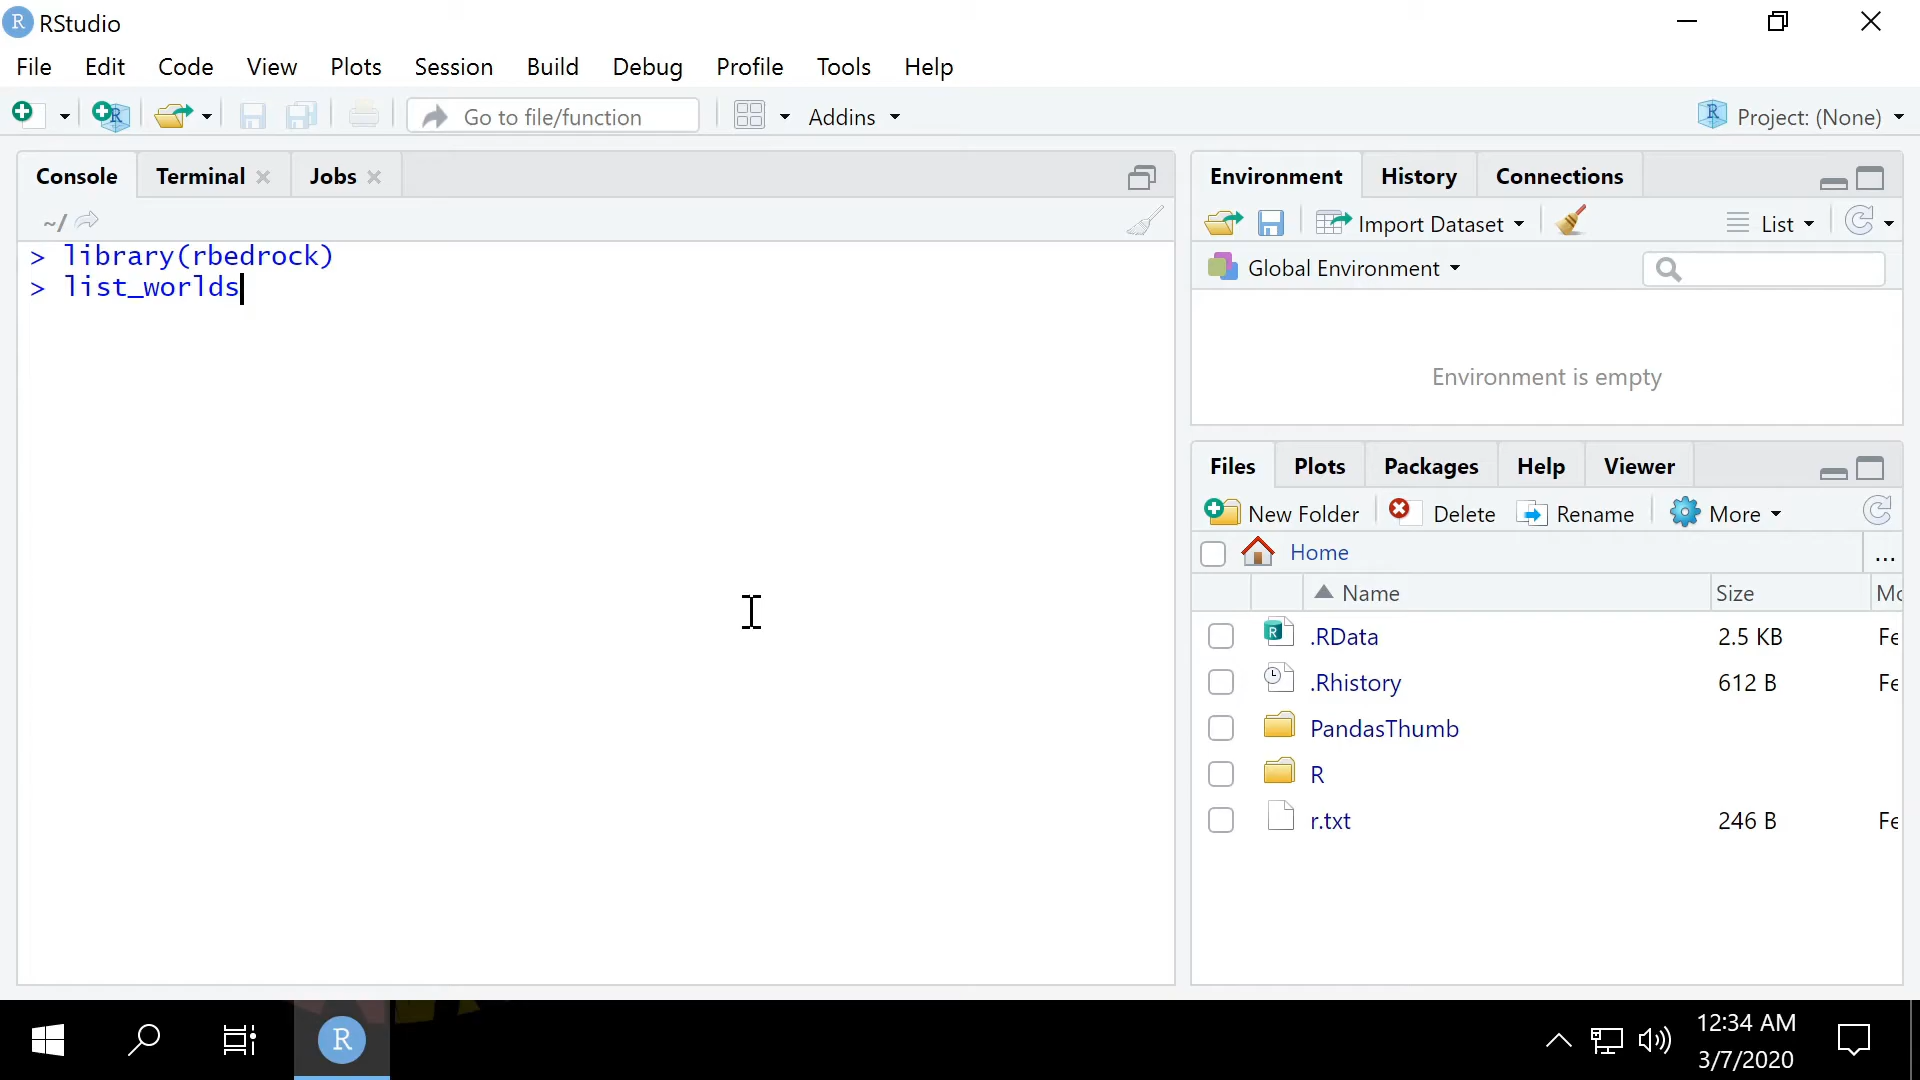 RStudio
File Edit Code View Plots Session Build Debug Profile Tools Help
Go to file/function Addins Project: (None)
Console Terminal Jobs
~/
> library(rbedrock)
> list_worlds
Environment History Connections
Import Dataset List
Global Environment
Environment is empty
Files Plots Packages Help Viewer
New Folder Delete Rename More
Home ...
Name Size
.RData 2.5 KB Fe
.Rhistory 612 B Fe
PandasThumb
R
r.txt 246 B Fe
12:34 AM
3/7/2020